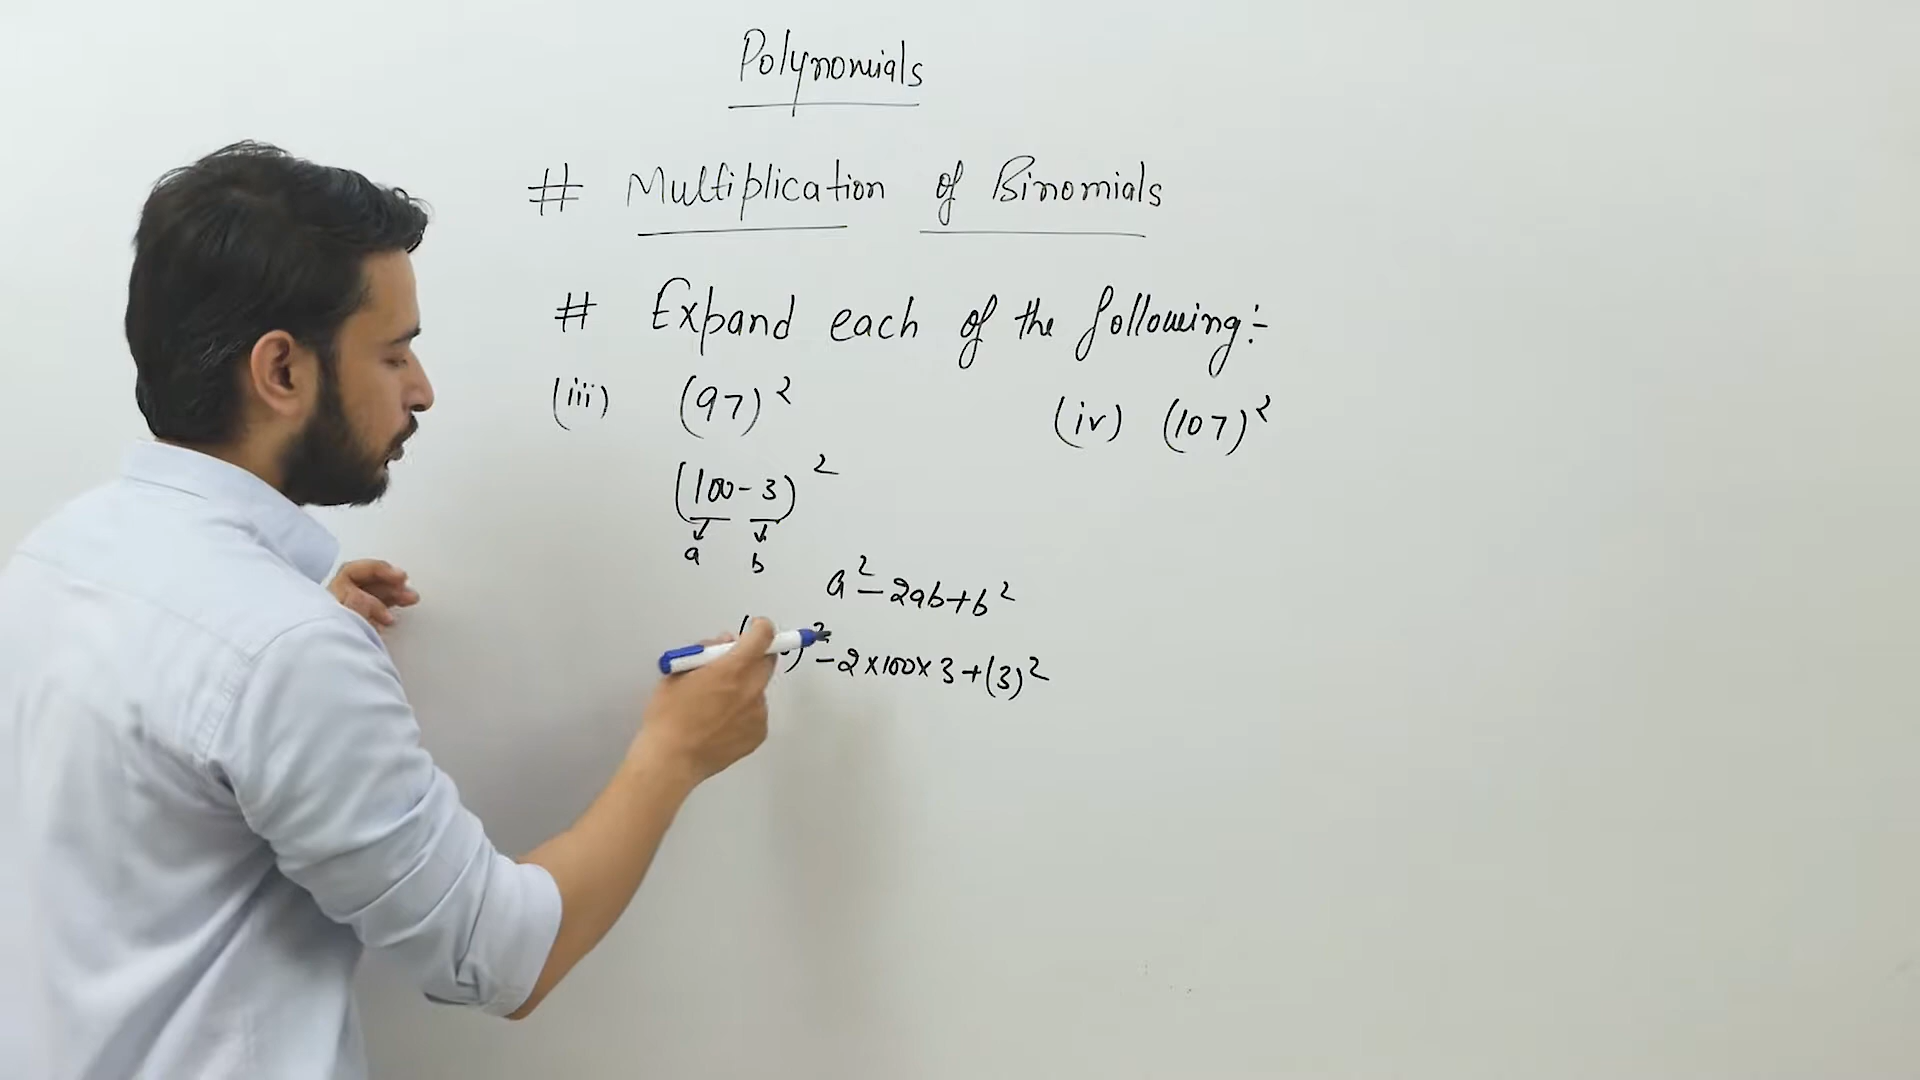 Polynomials
# Multiplication of Binomials
# Expand each of the following:-
(iii) (97)² (iv) (107)²
(100-3)²
a b
a²-2ab+b²
)²-2×100×3+(3)²